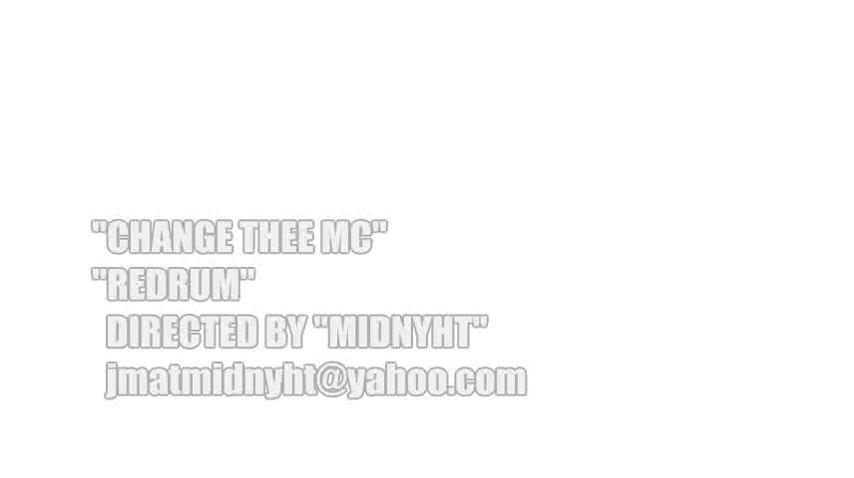 "CHANGE THEE MC"
"REDRUM"
DIRECTED BY "MIDNYHT"
jmatmidnyht@yahoo.com